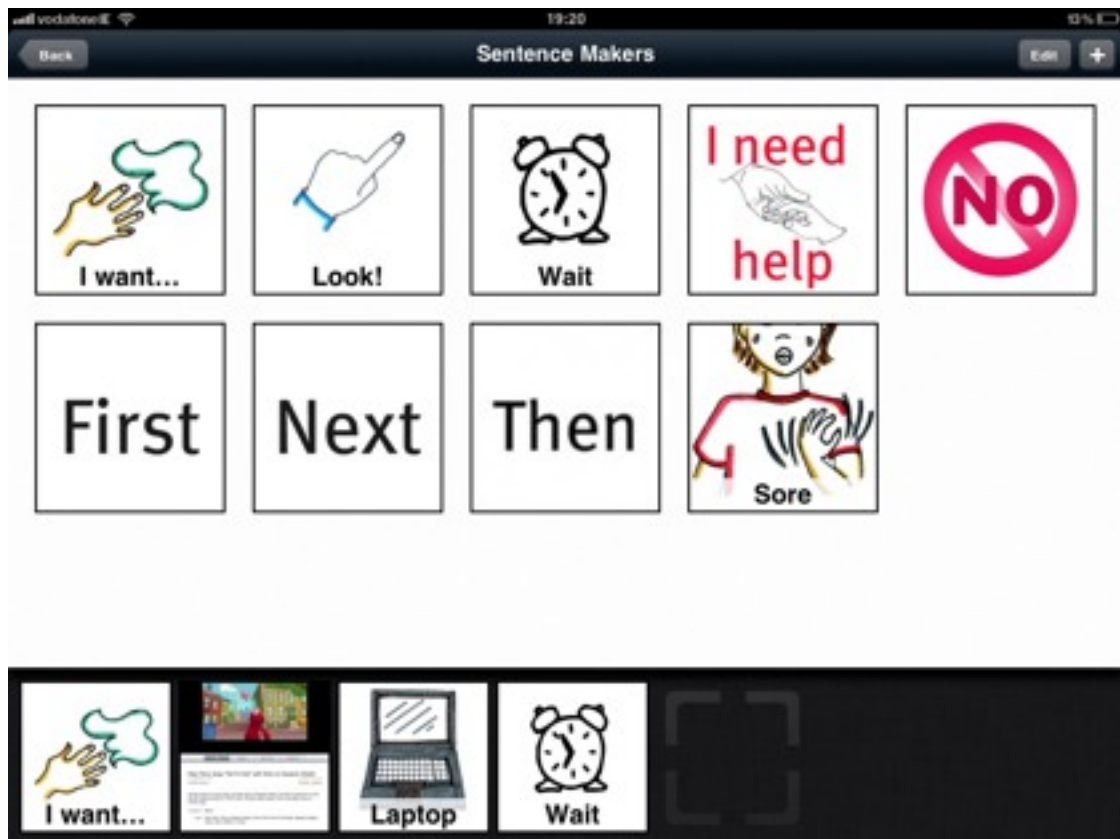 vodafone IE 19:20 13%
Back Sentence Makers Edit +
I want... Look! Wait I need help NO
First Next Then Sore
I want... Laptop Wait